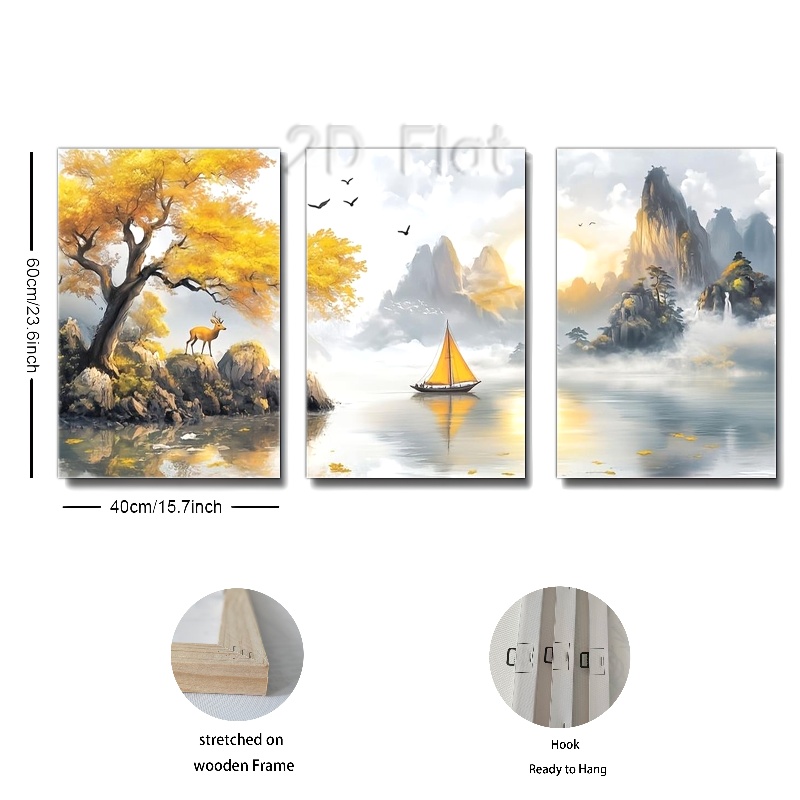 2D Flat
60cm/23.6inch
40cm/15.7inch
stretched on
wooden Frame
Hook
Ready to Hang